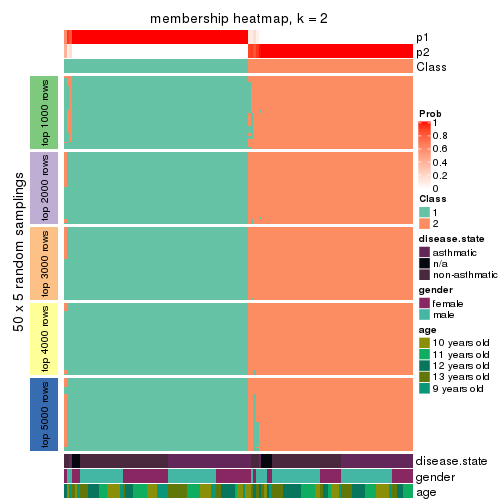 membership heatmap, k = 2
p1
p2
Class
50 x 5 random samplings
top 1000 rows
top 2000 rows
top 3000 rows
top 4000 rows
top 5000 rows
disease.state
gender
age
Prob
1
0.8
0.6
0.4
0.2
0
Class
1
2
disease.state
asthmatic
n/a
non-asthmatic
gender
female
male
age
10 years old
11 years old
12 years old
13 years old
9 years old